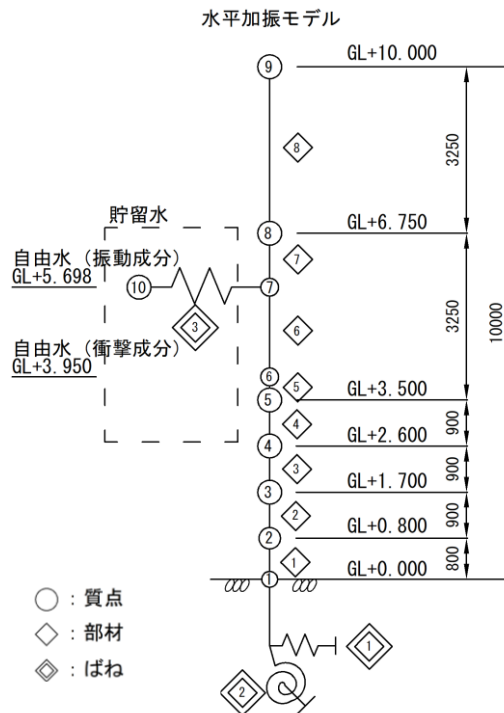 水平加振モデル
9
GL+10.000
8
3250
貯留水
8
GL+6.750
自由水（振動成分）
GL+5.698
10
7
7
3
6
3250
10000
自由水（衝撃成分）
GL+3.950
6
5
5
GL+3.500
4
900
4
GL+2.600
3
900
3
GL+1.700
2
900
2
GL+0.800
1
800
1
GL+0.000
○ : 質点
◇ : 部材
◈ : ばね
1
2